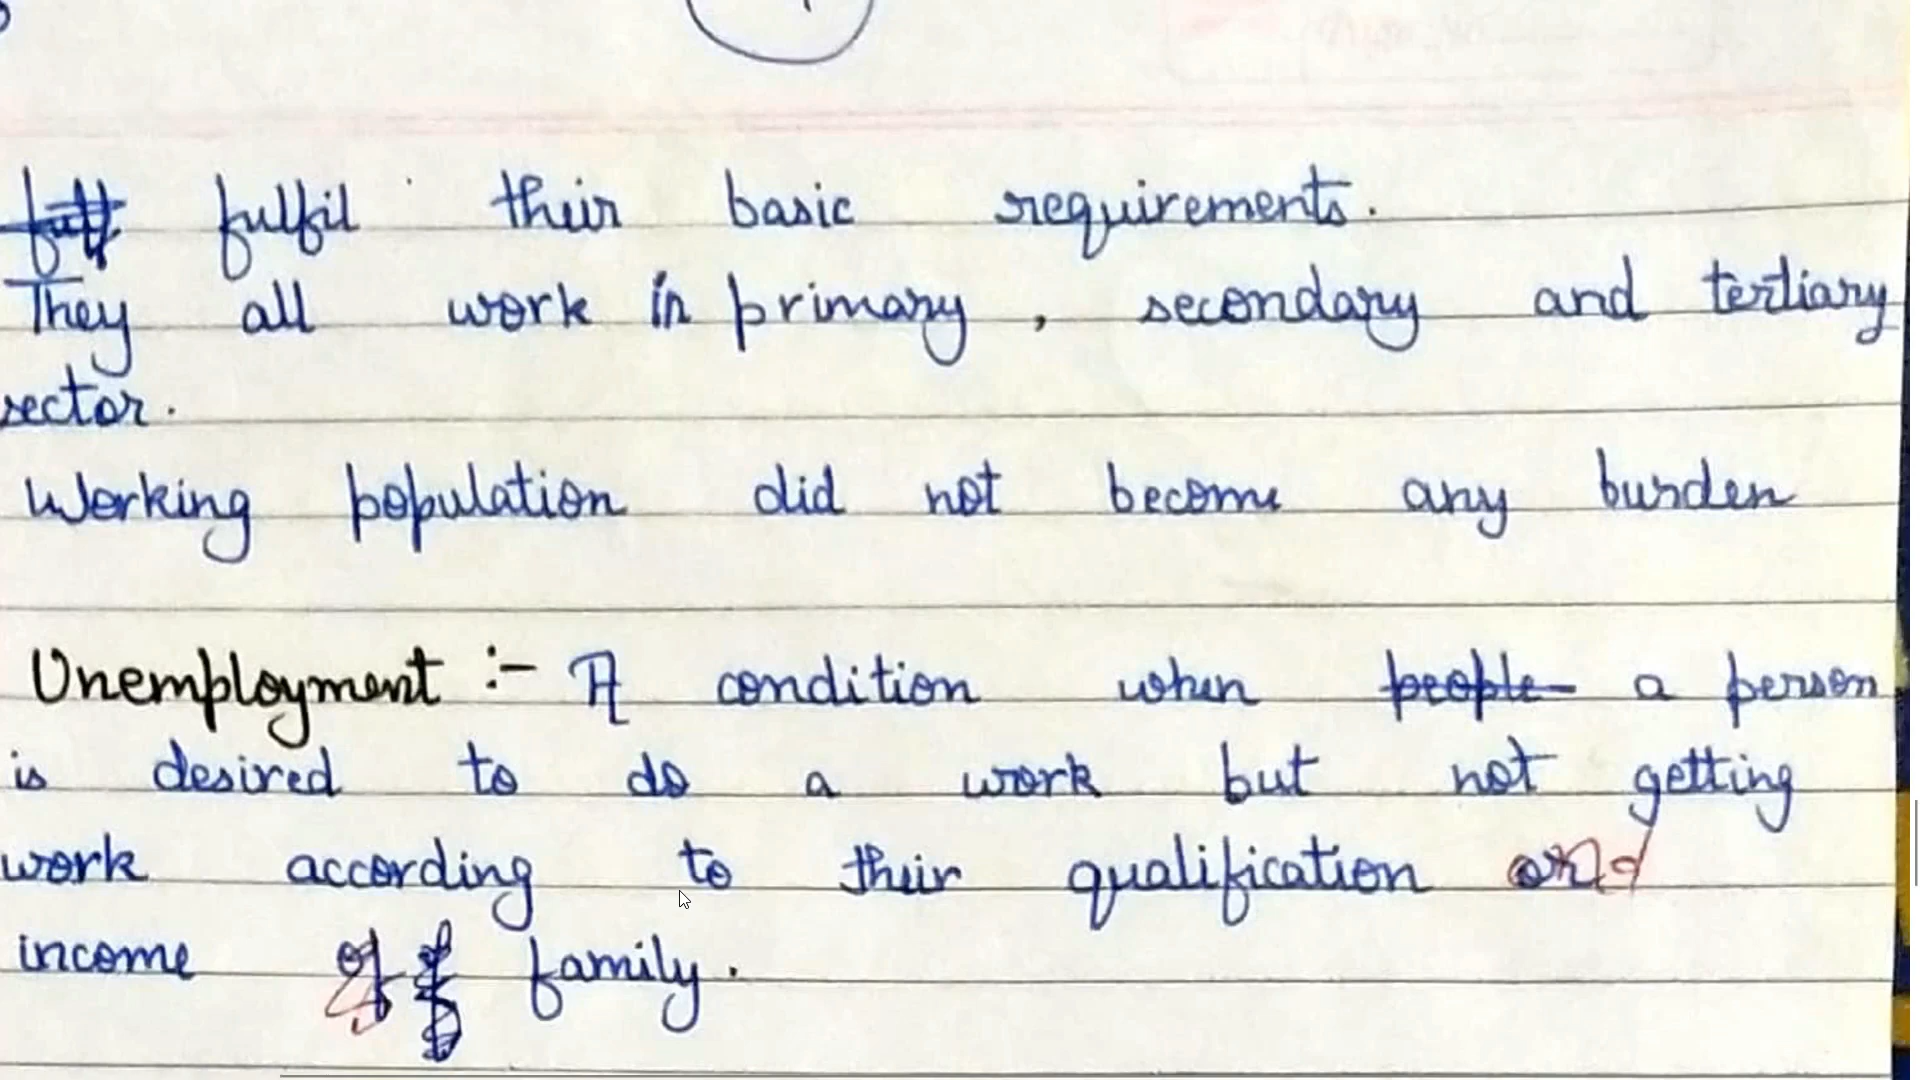 fulfil their basic requirements.
They all work in primary, secondary and tertiary
sector.
Working population did not become any burden
Unemployment :- A condition when people a person
is desired to do a work but not getting
work according to their qualification and
income of family.